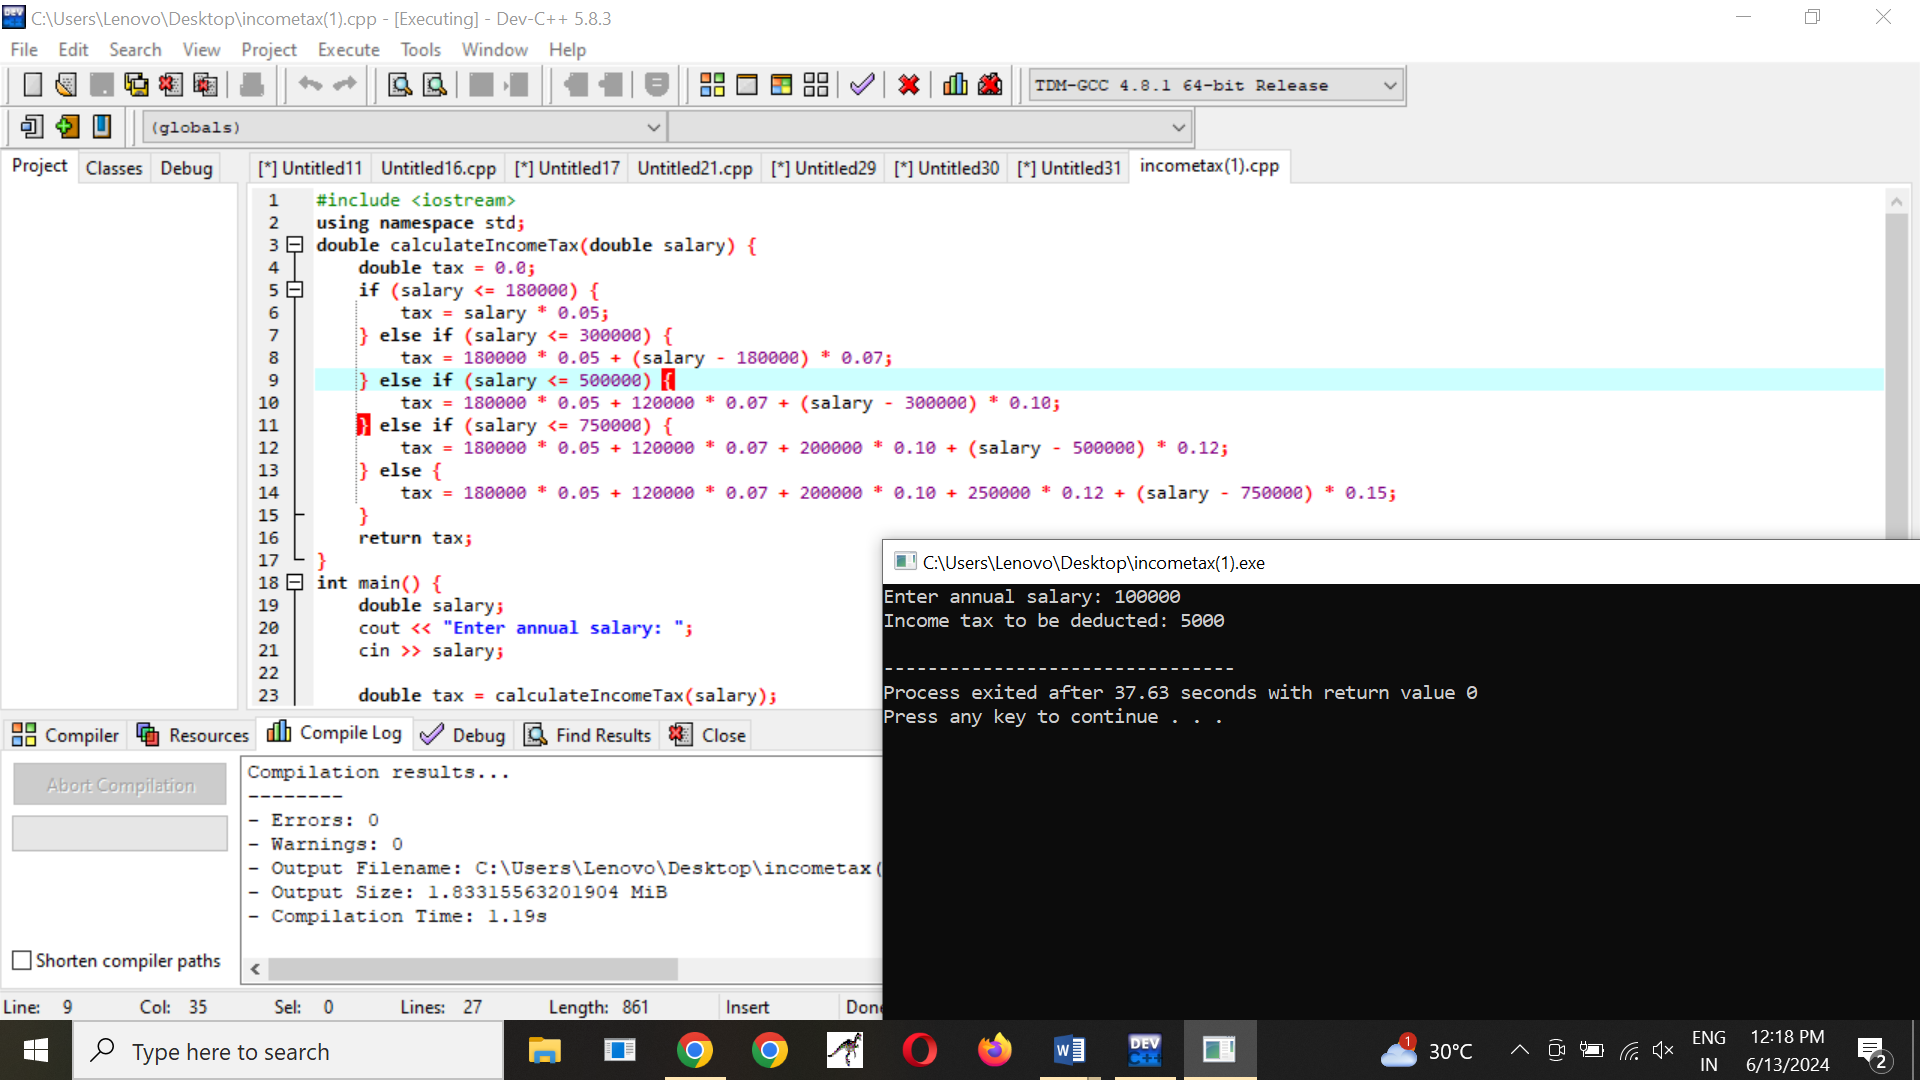 C:\Users\Lenovo\Desktop\incometax(1).cpp - [Executing] - Dev-C++ 5.8.3
File Edit Search View Project Execute Tools Window Help
TDM-GCC 4.8.1 64-bit Release
(globals)
Project Classes Debug
[*] Untitled11 Untitled16.cpp [*] Untitled17 Untitled21.cpp [*] Untitled29 [*] Untitled30 [*] Untitled31 incometax(1).cpp
1 #include <iostream>
2 using namespace std;
3 double calculateIncomeTax(double salary) {
4 double tax = 0.0;
5 if (salary <= 180000) {
6 tax = salary * 0.05;
7 } else if (salary <= 300000) {
8 tax = 180000 * 0.05 + (salary - 180000) * 0.07;
9 } else if (salary <= 500000) {
10 tax = 180000 * 0.05 + 120000 * 0.07 + (salary - 300000) * 0.10;
11 } else if (salary <= 750000) {
12 tax = 180000 * 0.05 + 120000 * 0.07 + 200000 * 0.10 + (salary - 500000) * 0.12;
13 } else {
14 tax = 180000 * 0.05 + 120000 * 0.07 + 200000 * 0.10 + 250000 * 0.12 + (salary - 750000) * 0.15;
15 }
16 return tax;
17 }
18 int main() {
19 double salary;
20 cout << "Enter annual salary: ";
21 cin >> salary;
22
23 double tax = calculateIncomeTax(salary);
C:\Users\Lenovo\Desktop\incometax(1).exe
Enter annual salary: 100000
Income tax to be deducted: 5000
--------------------------------
Process exited after 37.63 seconds with return value 0
Press any key to continue . . .
Compiler Resources Compile Log Debug Find Results Close
Abort Compilation
Shorten compiler paths
Compilation results...
--------
- Errors: 0
- Warnings: 0
- Output Filename: C:\Users\Lenovo\Desktop\incometax(
- Output Size: 1.83315563201904 MiB
- Compilation Time: 1.19s
Line: 9 Col: 35 Sel: 0 Lines: 27 Length: 861 Insert Done
Type here to search
DEV C++
1
30°C
ENG
IN
12:18 PM
6/13/2024
2